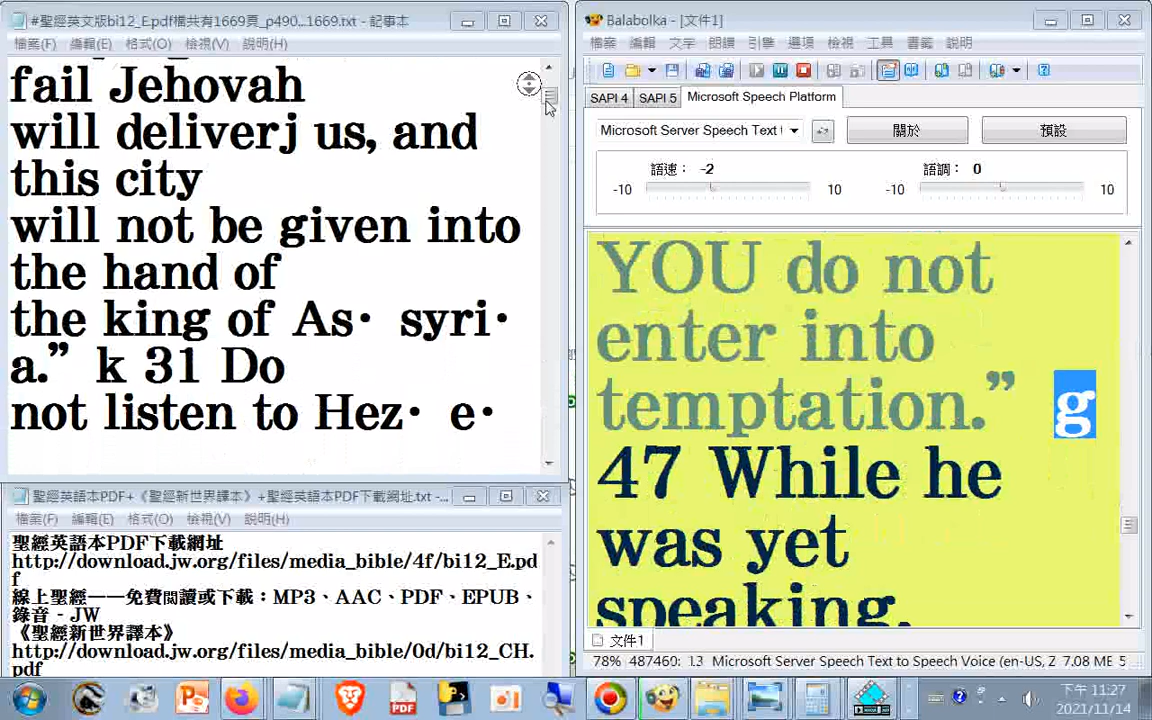 #聖經英文版bi12_E.pdf檔共有1669頁_p490...1669.txt - 記事本
檔案(F) 編輯(E) 格式(O) 檢視(V) 說明(H)
fail Jehovah
will deliverj us, and
this city
will not be given into
the hand of
the king of As· syri·
a.” k 31 Do
not listen to Hez· e·
聖經英語本PDF+《聖經新世界譯本》+聖經英語本PDF下載網址.txt - ...
檔案(F) 編輯(E) 格式(O) 檢視(V) 說明(H)
聖經英語本PDF下載網址
http://download.jw.org/files/media_bible/4f/bi12_E.pd
f
線上聖經——免費閱讀或下載：MP3、AAC、PDF、EPUB、
錄音 - JW
《聖經新世界譯本》
http://download.jw.org/files/media_bible/0d/bi12_CH.
pdf
Balabolka - [文件1]
檔案 編輯 文字 朗讀 引擎 選項 檢視 工具 書籤 說明
SAPI 4 SAPI 5 Microsoft Speech Platform
Microsoft Server Speech Text 關於 預設
語速： -2 語調： 0
-10 10 -10 10
YOU do not
enter into
temptation.” g
47 While he
was yet
speaking,
文件1
78% 487460: 13 Microsoft Server Speech Text to Speech Voice (en-US, Z 7.08 ME 5
PDF
下午 11:27
2021/11/14